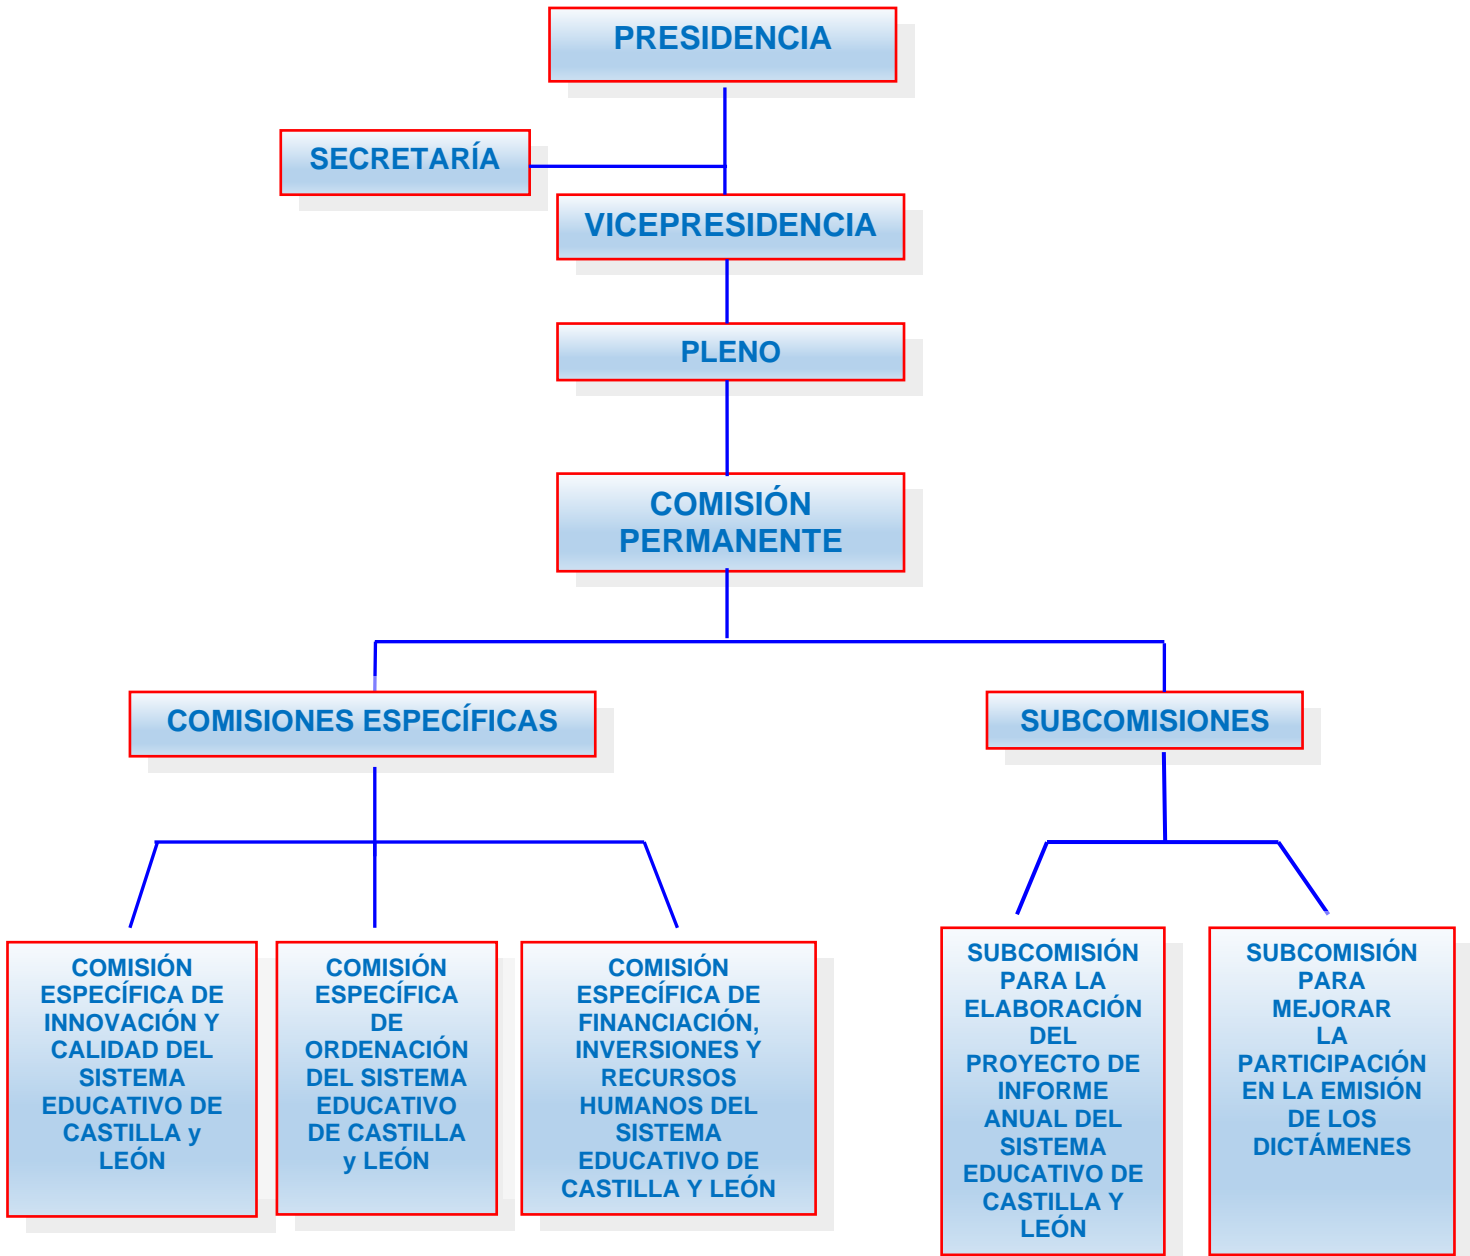 PRESIDENCIA
SECRETARÍA
VICEPRESIDENCIA
PLENO
COMISIÓN
PERMANENTE
COMISIONES ESPECÍFICAS
SUBCOMISIONES
COMISIÓN
ESPECÍFICA DE
INNOVACIÓN Y
CALIDAD DEL
SISTEMA
EDUCATIVO DE
CASTILLA y
LEÓN
COMISIÓN
ESPECÍFICA
DE
ORDENACIÓN
DEL SISTEMA
EDUCATIVO
DE CASTILLA
y LEÓN
COMISIÓN
ESPECÍFICA DE
FINANCIACIÓN,
INVERSIONES Y
RECURSOS
HUMANOS DEL
SISTEMA
EDUCATIVO DE
CASTILLA Y LEÓN
SUBCOMISIÓN
PARA LA
ELABORACIÓN
DEL
PROYECTO DE
INFORME
ANUAL DEL
SISTEMA
EDUCATIVO DE
CASTILLA Y
LEÓN
SUBCOMISIÓN
PARA
MEJORAR
LA
PARTICIPACIÓN
EN LA EMISIÓN
DE LOS
DICTÁMENES